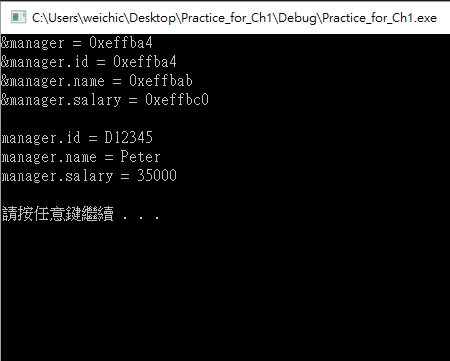 C:\Users\weichic\Desktop\Practice_for_Ch1\Debug\Practice_for_Ch1.exe
&manager = 0xeffba4
&manager.id = 0xeffba4
&manager.name = 0xeffbab
&manager.salary = 0xeffbc0
manager.id = D12345
manager.name = Peter
manager.salary = 35000
請按任意鍵繼續 . . .